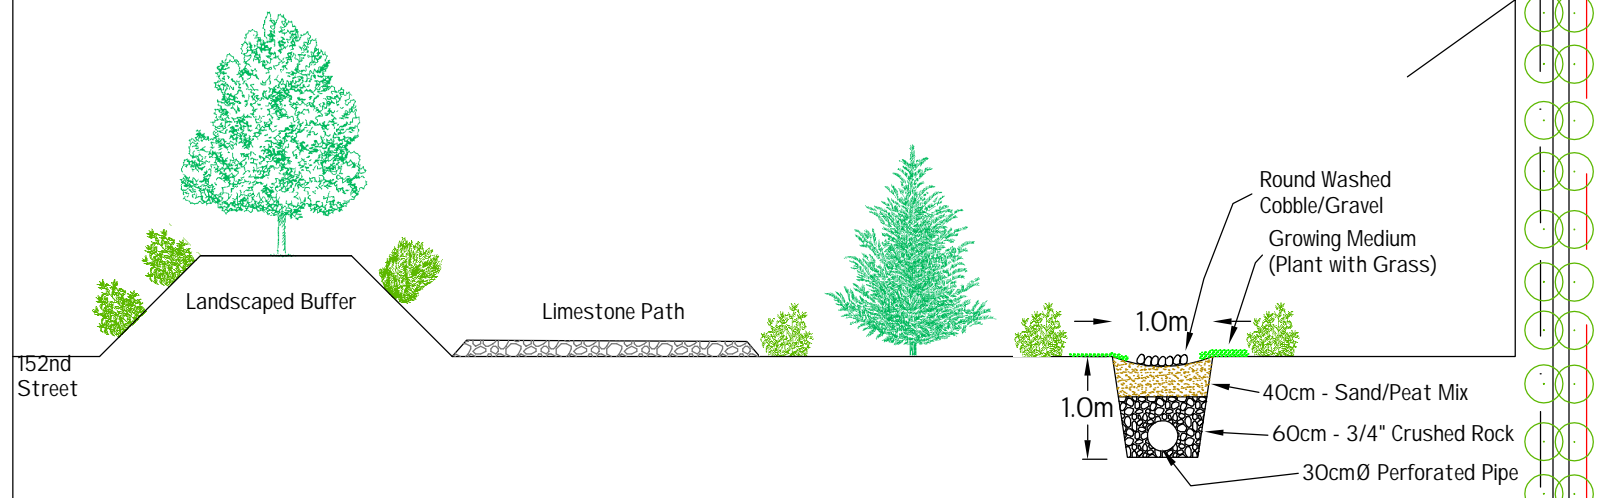 Round Washed
Cobble/Gravel
Growing Medium
(Plant with Grass)
Landscaped Buffer
Limestone Path
1.0m
152nd
Street
1.0m
40cm - Sand/Peat Mix
60cm - 3/4" Crushed Rock
30cmØ Perforated Pipe